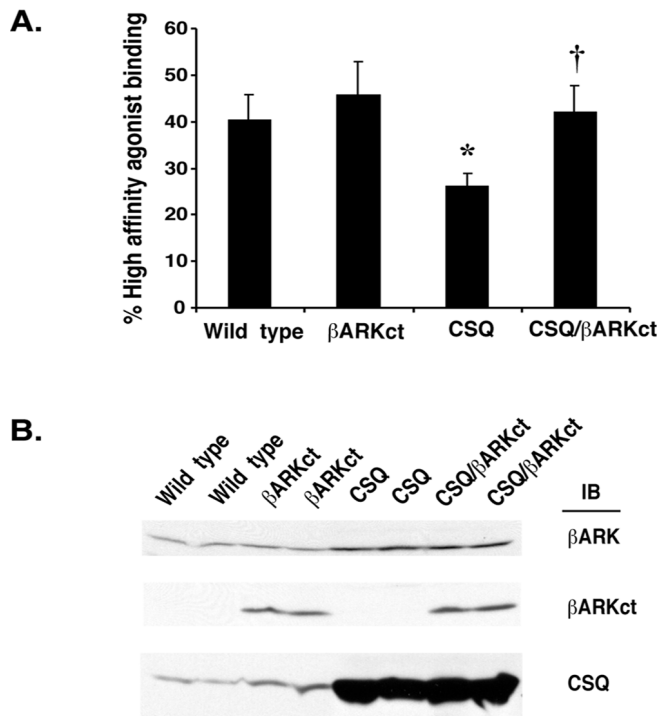 A.
% High affinity agonist binding
60
50
40
30
20
10
0
*
†
Wild type
βARKct
CSQ
CSQ/βARKct
B.
Wild type
Wild type
βARKct
βARKct
CSQ
CSQ
CSQ/βARKct
CSQ/βARKct
IB
βARK
βARKct
CSQ